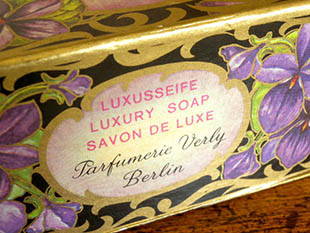 LUXUSSEIFE
LUXURY SOAP
SAVON DE LUXE
Parfumerie Verly
Berlin